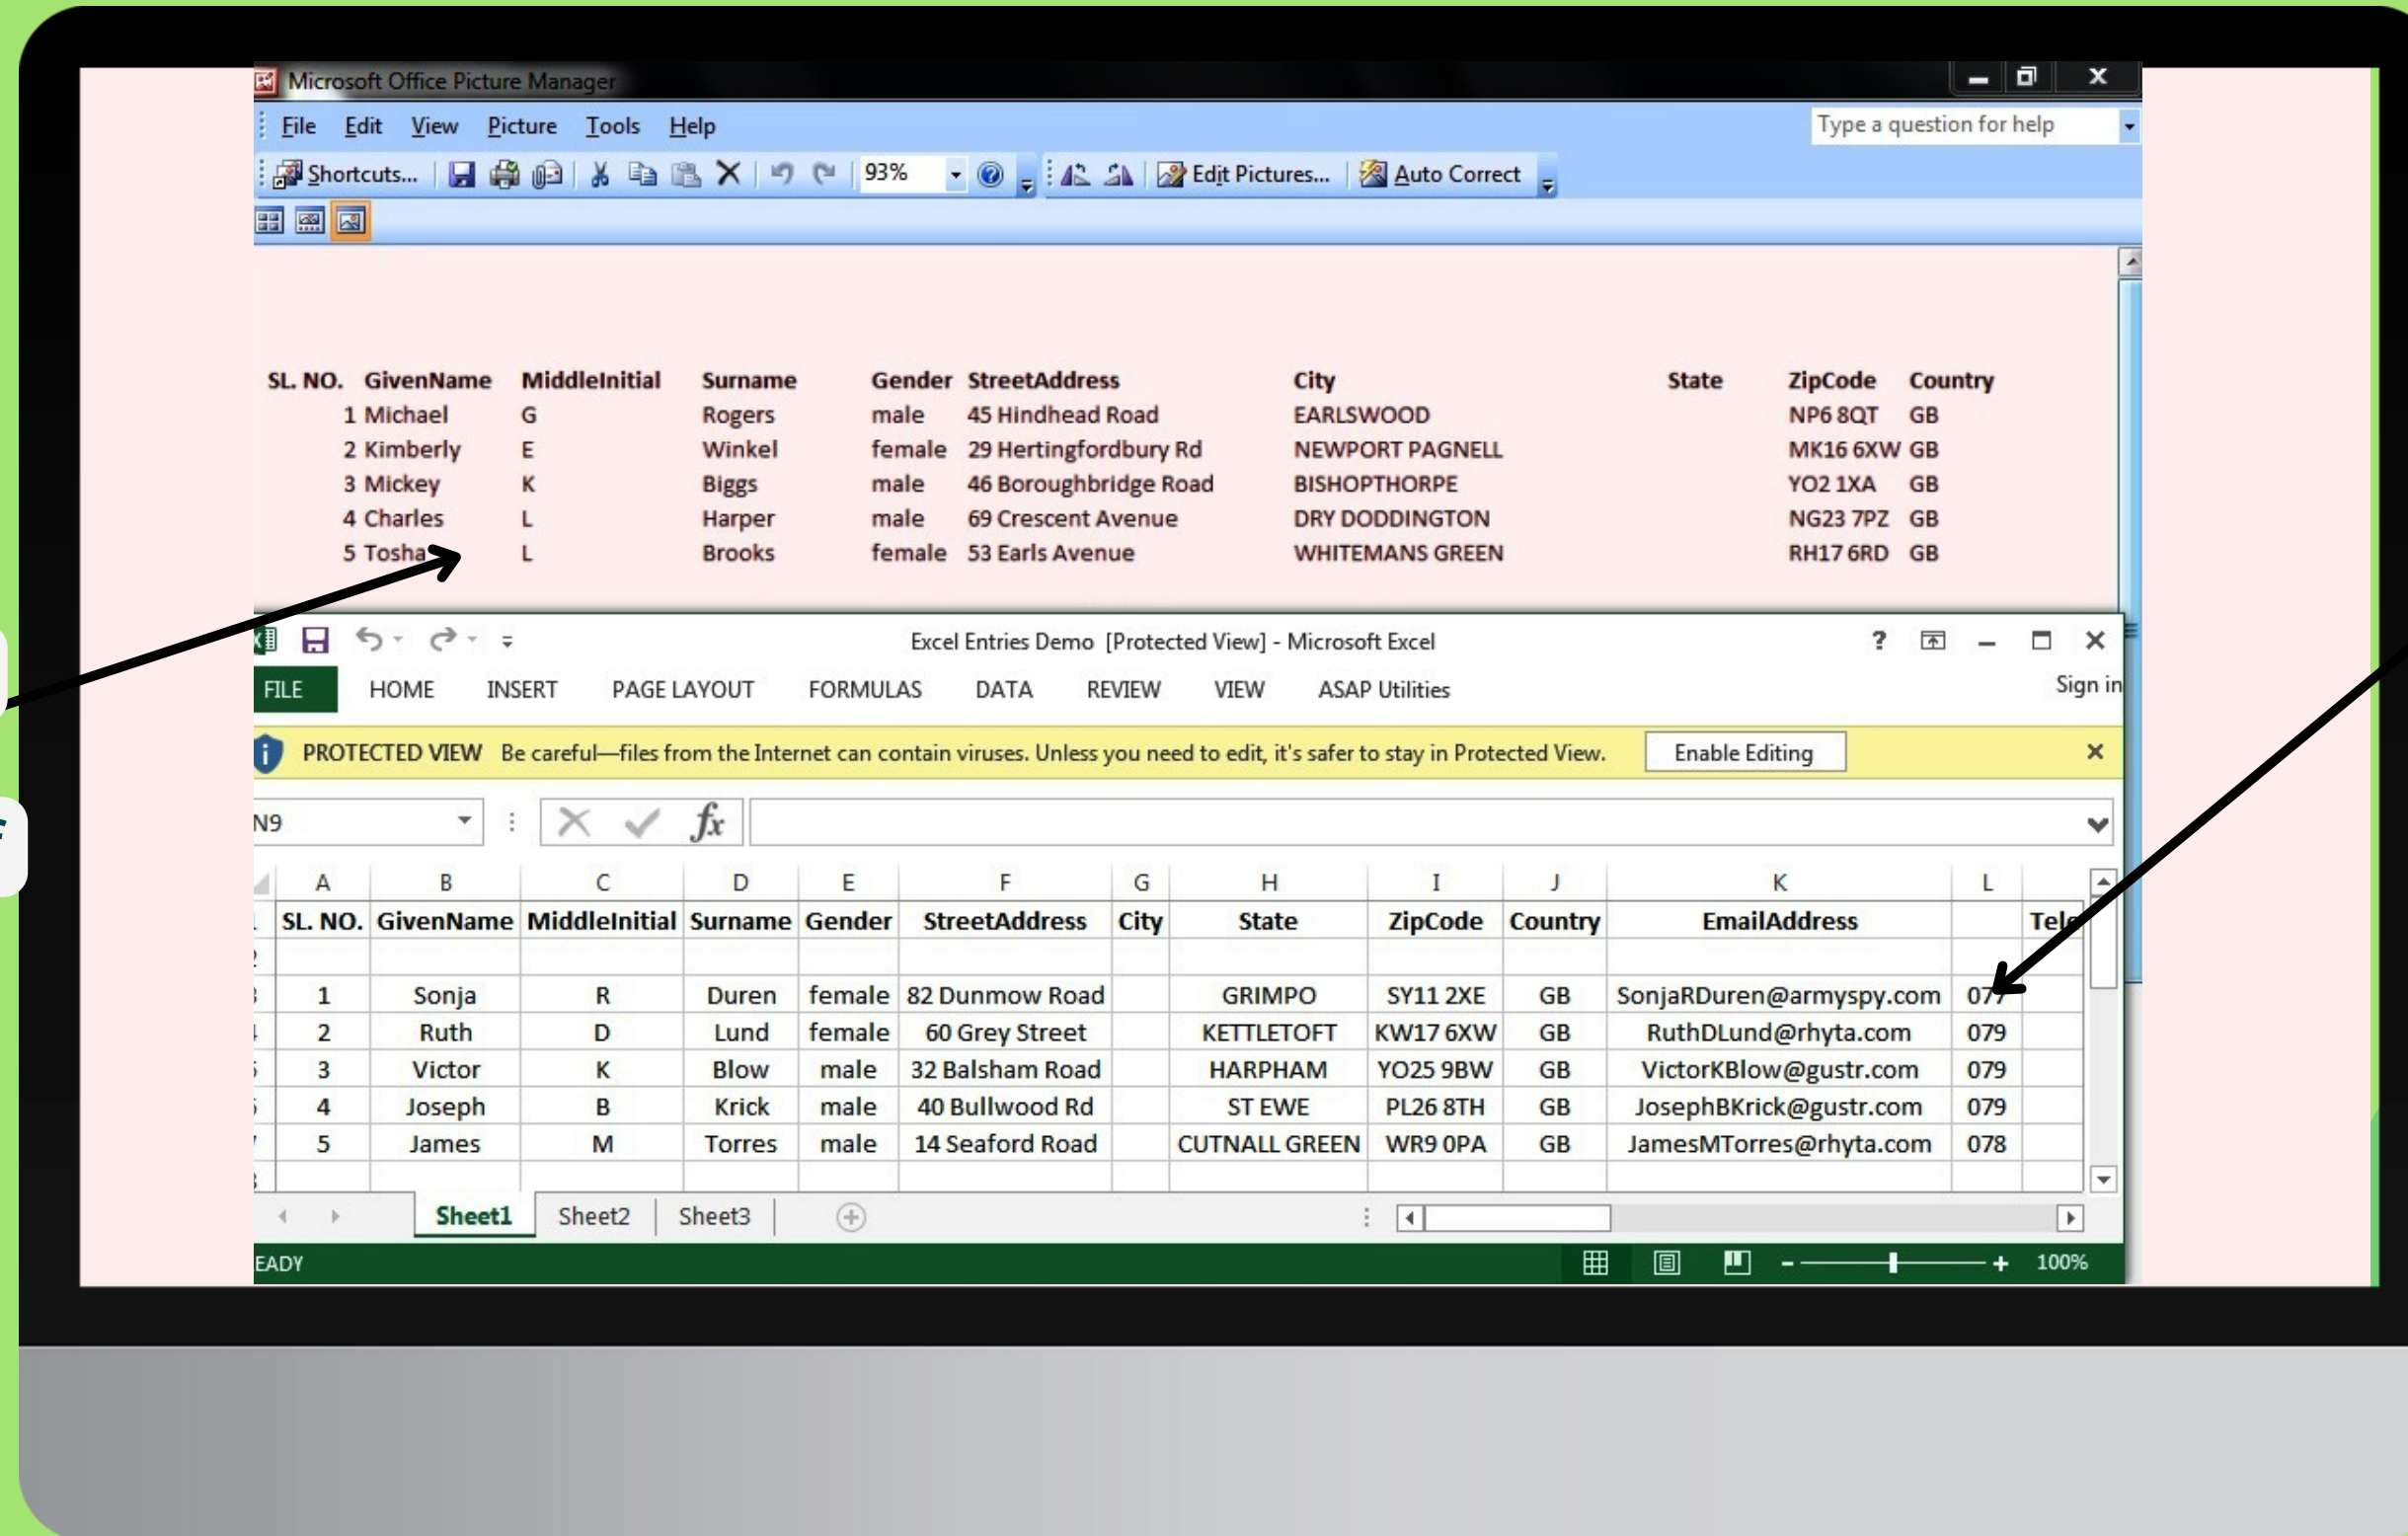 Microsoft Office Picture Manager
File Edit View Picture Tools Help Type a question for help
Shortcuts... 93% Edit Pictures... Auto Correct
SL. NO. GivenName MiddleInitial Surname Gender StreetAddress City State ZipCode Country
1 Michael G Rogers male 45 Hindhead Road EARLSWOOD NP6 8QT GB
2 Kimberly E Winkel female 29 Hertingfordbury Rd NEWPORT PAGNELL MK16 6XW GB
3 Mickey K Biggs male 46 Boroughbridge Road BISHOPTHORPE YO2 1XA GB
4 Charles L Harper male 69 Crescent Avenue DRY DODDINGTON NG23 7PZ GB
5 Tosha L Brooks female 53 Earls Avenue WHITEMANS GREEN RH17 6RD GB
Excel Entries Demo [Protected View] - Microsoft Excel ?
FILE HOME INSERT PAGE LAYOUT FORMULAS DATA REVIEW VIEW ASAP Utilities Sign in
PROTECTED VIEW Be careful—files from the Internet can contain viruses. Unless you need to edit, it's safer to stay in Protected View. Enable Editing
N9 fx
A B C D E F G H I J K L
SL. NO. GivenName MiddleInitial Surname Gender StreetAddress City State ZipCode Country EmailAddress Tele
1 Sonja R Duren female 82 Dunmow Road GRIMPO SY11 2XE GB SonjaRDuren@armyspy.com 077
2 Ruth D Lund female 60 Grey Street KETTLETOFT KW17 6XW GB RuthDLund@rhyta.com 079
3 Victor K Blow male 32 Balsham Road HARPHAM YO25 9BW GB VictorKBlow@gustr.com 079
4 Joseph B Krick male 40 Bullwood Rd ST EWE PL26 8TH GB JosephBKrick@gustr.com 079
5 James M Torres male 14 Seaford Road CUTNALL GREEN WR9 0PA GB JamesMTorres@rhyta.com 078
Sheet1 Sheet2 Sheet3
EADY 100%